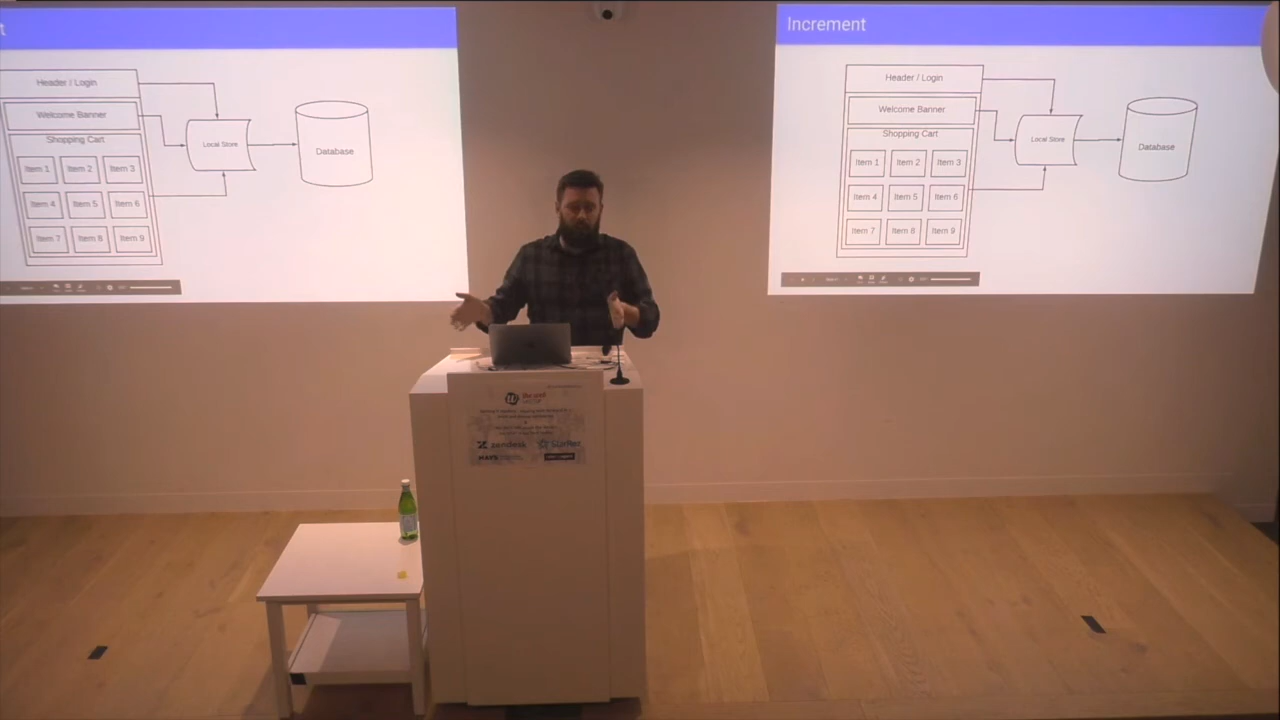 t
Header / Login
Welcome Banner
Shopping Cart
Item 1 Item 2 Item 3
Item 4 Item 5 Item 6
Item 7 Item 8 Item 9
Local Store
Database
Increment
Header / Login
Welcome Banner
Shopping Cart
Item 1 Item 2 Item 3
Item 4 Item 5 Item 6
Item 7 Item 8 Item 9
Local Store
Database
zendesk